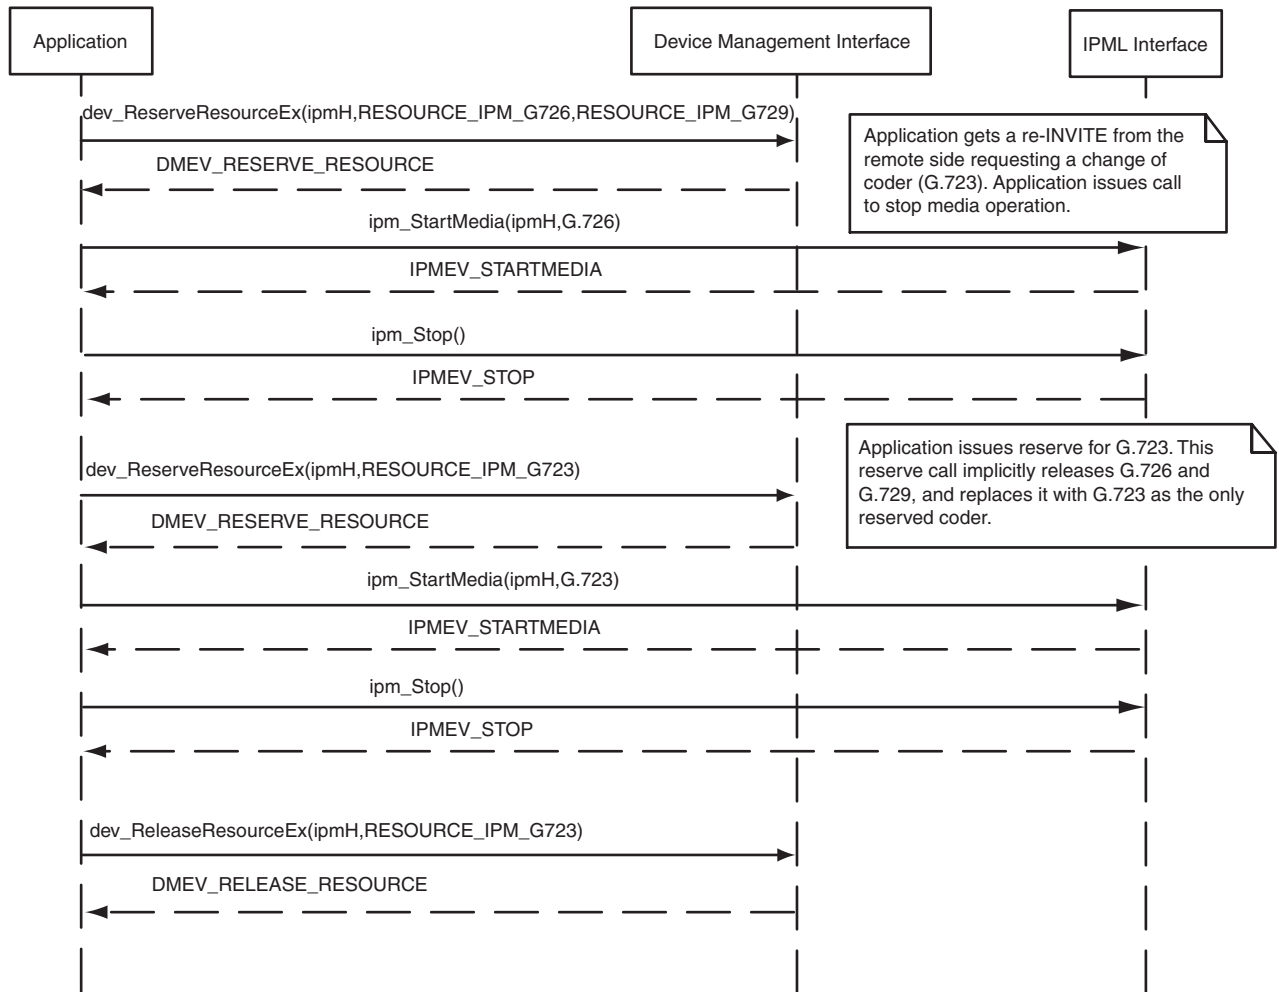 Application
Device Management Interface
IPML Interface
dev_ReserveResourceEx(ipmH,RESOURCE_IPM_G726,RESOURCE_IPM_G729)
Application gets a re-INVITE from the
remote side requesting a change of
coder (G.723). Application issues call
to stop media operation.
DMEV_RESERVE_RESOURCE
ipm_StartMedia(ipmH,G.726)
IPMEV_STARTMEDIA
ipm_Stop()
IPMEV_STOP
Application issues reserve for G.723. This
reserve call implicitly releases G.726 and
G.729, and replaces it with G.723 as the only
reserved coder.
dev_ReserveResourceEx(ipmH,RESOURCE_IPM_G723)
DMEV_RESERVE_RESOURCE
ipm_StartMedia(ipmH,G.723)
IPMEV_STARTMEDIA
ipm_Stop()
IPMEV_STOP
dev_ReleaseResourceEx(ipmH,RESOURCE_IPM_G723)
DMEV_RELEASE_RESOURCE